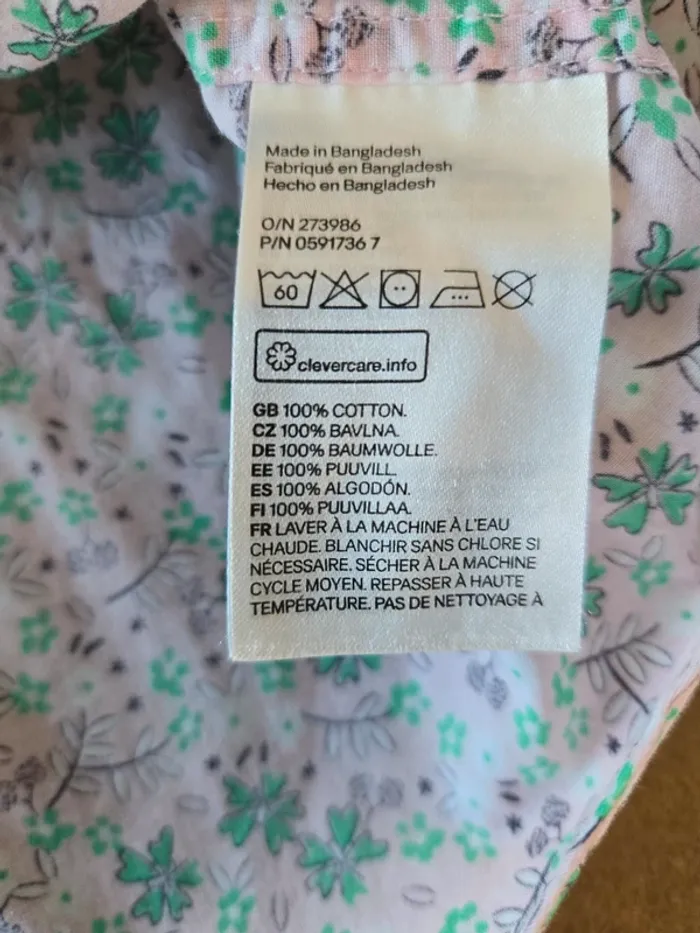 Made in Bangladesh
Fabriqué en Bangladesh
Hecho en Bangladesh
O/N 273986
P/N 0591736 7
60
clevercare.info
GB 100% COTTON.
CZ 100% BAVLNA.
DE 100% BAUMWOLLE.
EE 100% PUUVILL.
ES 100% ALGODÓN.
FI 100% PUUVILLAA.
FR LAVER À LA MACHINE À L'EAU
CHAUDE. BLANCHIR SANS CHLORE SI
NÉCESSAIRE. SÉCHER À LA MACHINE
CYCLE MOYEN. REPASSER À HAUTE
TEMPÉRATURE. PAS DE NETTOYAGE À